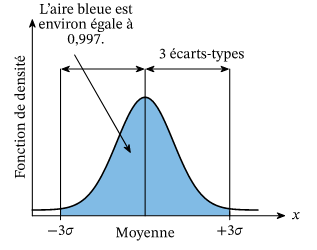 L'aire bleue est
environ égale à
0,997.
3 écarts-types
Fonction de densité
x
−3σ
Moyenne
+3σ